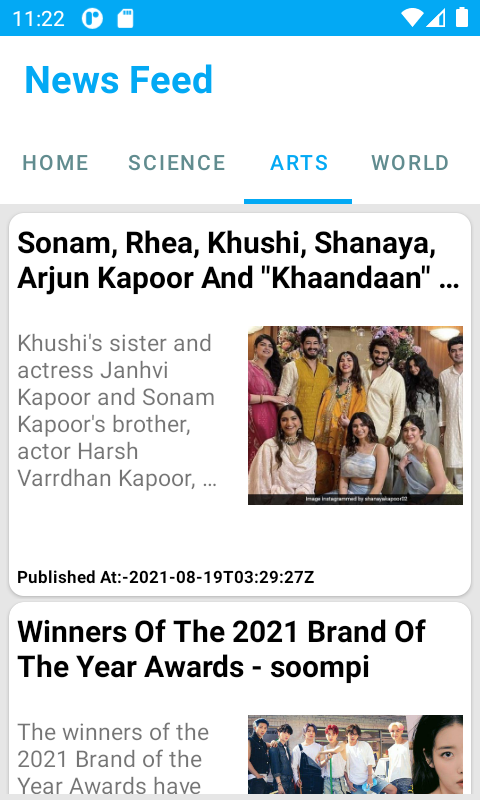 11:22
News Feed
HOME SCIENCE ARTS WORLD
Sonam, Rhea, Khushi, Shanaya,
Arjun Kapoor And "Khaandaan" …
Khushi's sister and
actress Janhvi
Kapoor and Sonam
Kapoor's brother,
actor Harsh
Varrdhan Kapoor, …
Image instagrammed by shanayakapoor02
Published At:-2021-08-19T03:29:27Z
Winners Of The 2021 Brand Of
The Year Awards - soompi
The winners of the
2021 Brand of the
Year Awards have